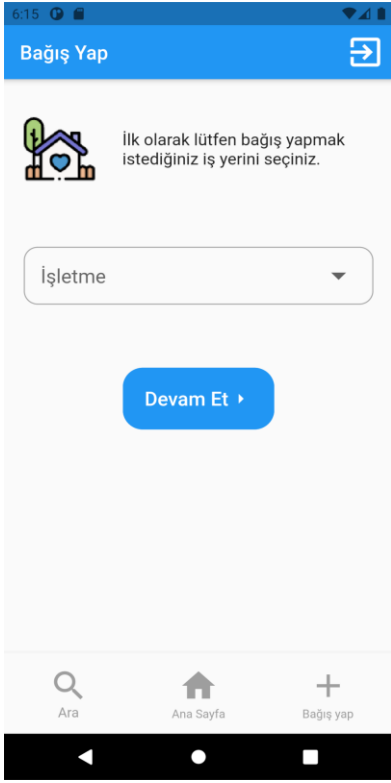 6:15
Bağış Yap
İlk olarak lütfen bağış yapmak
istediğiniz iş yerini seçiniz.
İşletme
Devam Et
Ara
Ana Sayfa
Bağış yap